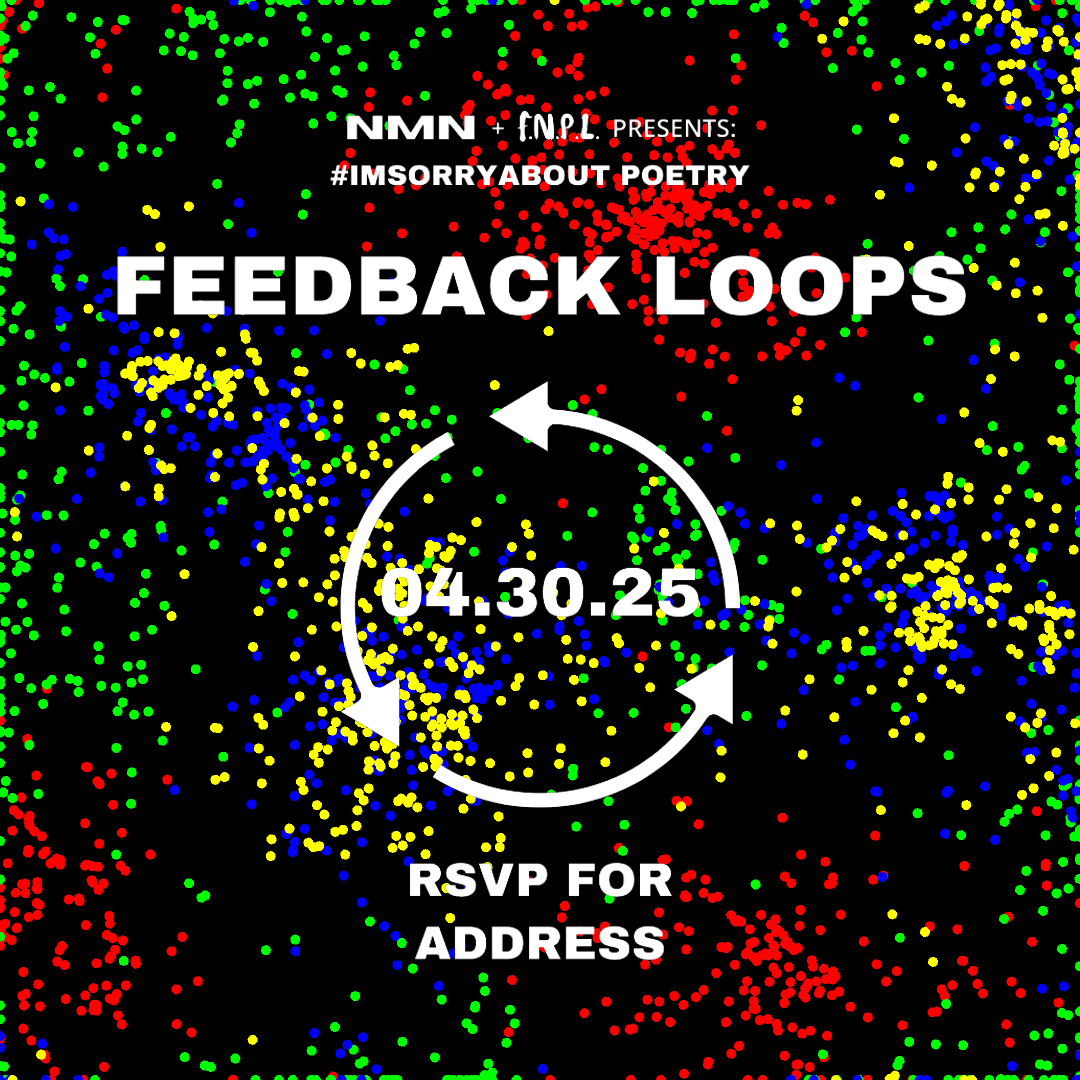 NMN + F.N.P.L. PRESENTS:
#IMSORRYABOUT POETRY
FEEDBACK LOOPS
04.30.25
RSVP FOR
ADDRESS